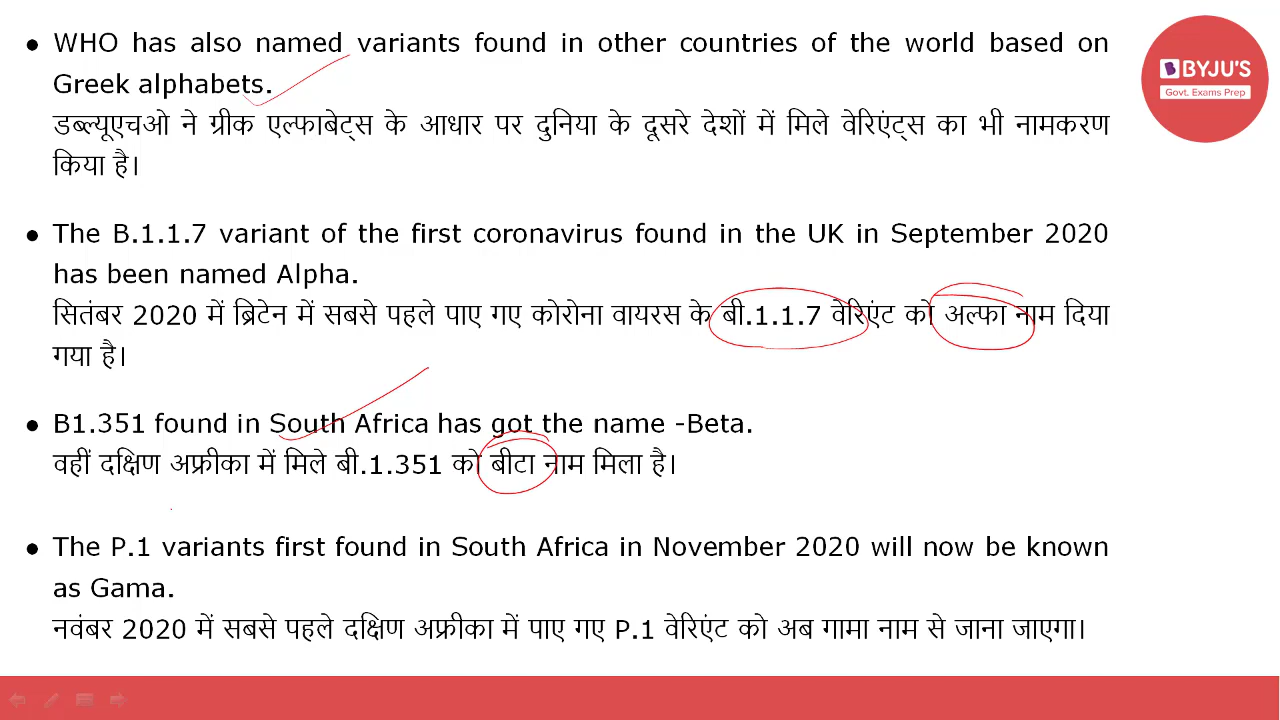 WHO has also named variants found in other countries of the world based on
Greek alphabets.
डब्ल्यूएचओ ने ग्रीक एल्फाबेट्स के आधार पर दुनिया के दूसरे देशों में मिले वेरिएंट्स का भी नामकरण
किया है।
BYJU'S
Govt. Exams Prep
The B.1.1.7 variant of the first coronavirus found in the UK in September 2020
has been named Alpha.
सितंबर 2020 में ब्रिटेन में सबसे पहले पाए गए कोरोना वायरस के बी.1.1.7 वेरिएंट को अल्फा नाम दिया
गया है।
B1.351 found in South Africa has got the name -Beta.
वहीं दक्षिण अफ्रीका में मिले बी.1.351 को बीटा नाम मिला है।
The P.1 variants first found in South Africa in November 2020 will now be known
as Gama.
नवंबर 2020 में सबसे पहले दक्षिण अफ्रीका में पाए गए P.1 वेरिएंट को अब गामा नाम से जाना जाएगा।